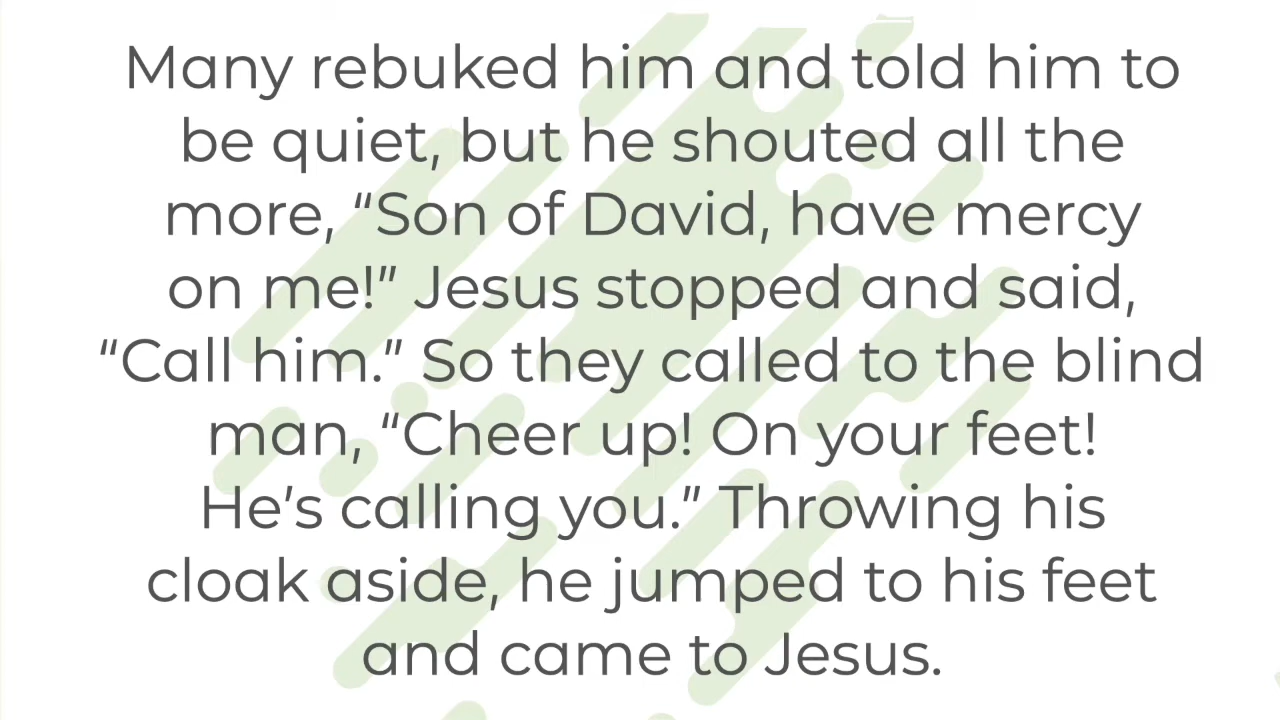 Many rebuked him and told him to
be quiet, but he shouted all the
more, “Son of David, have mercy
on me!” Jesus stopped and said,
“Call him.” So they called to the blind
man, “Cheer up! On your feet!
He’s calling you.” Throwing his
cloak aside, he jumped to his feet
and came to Jesus.